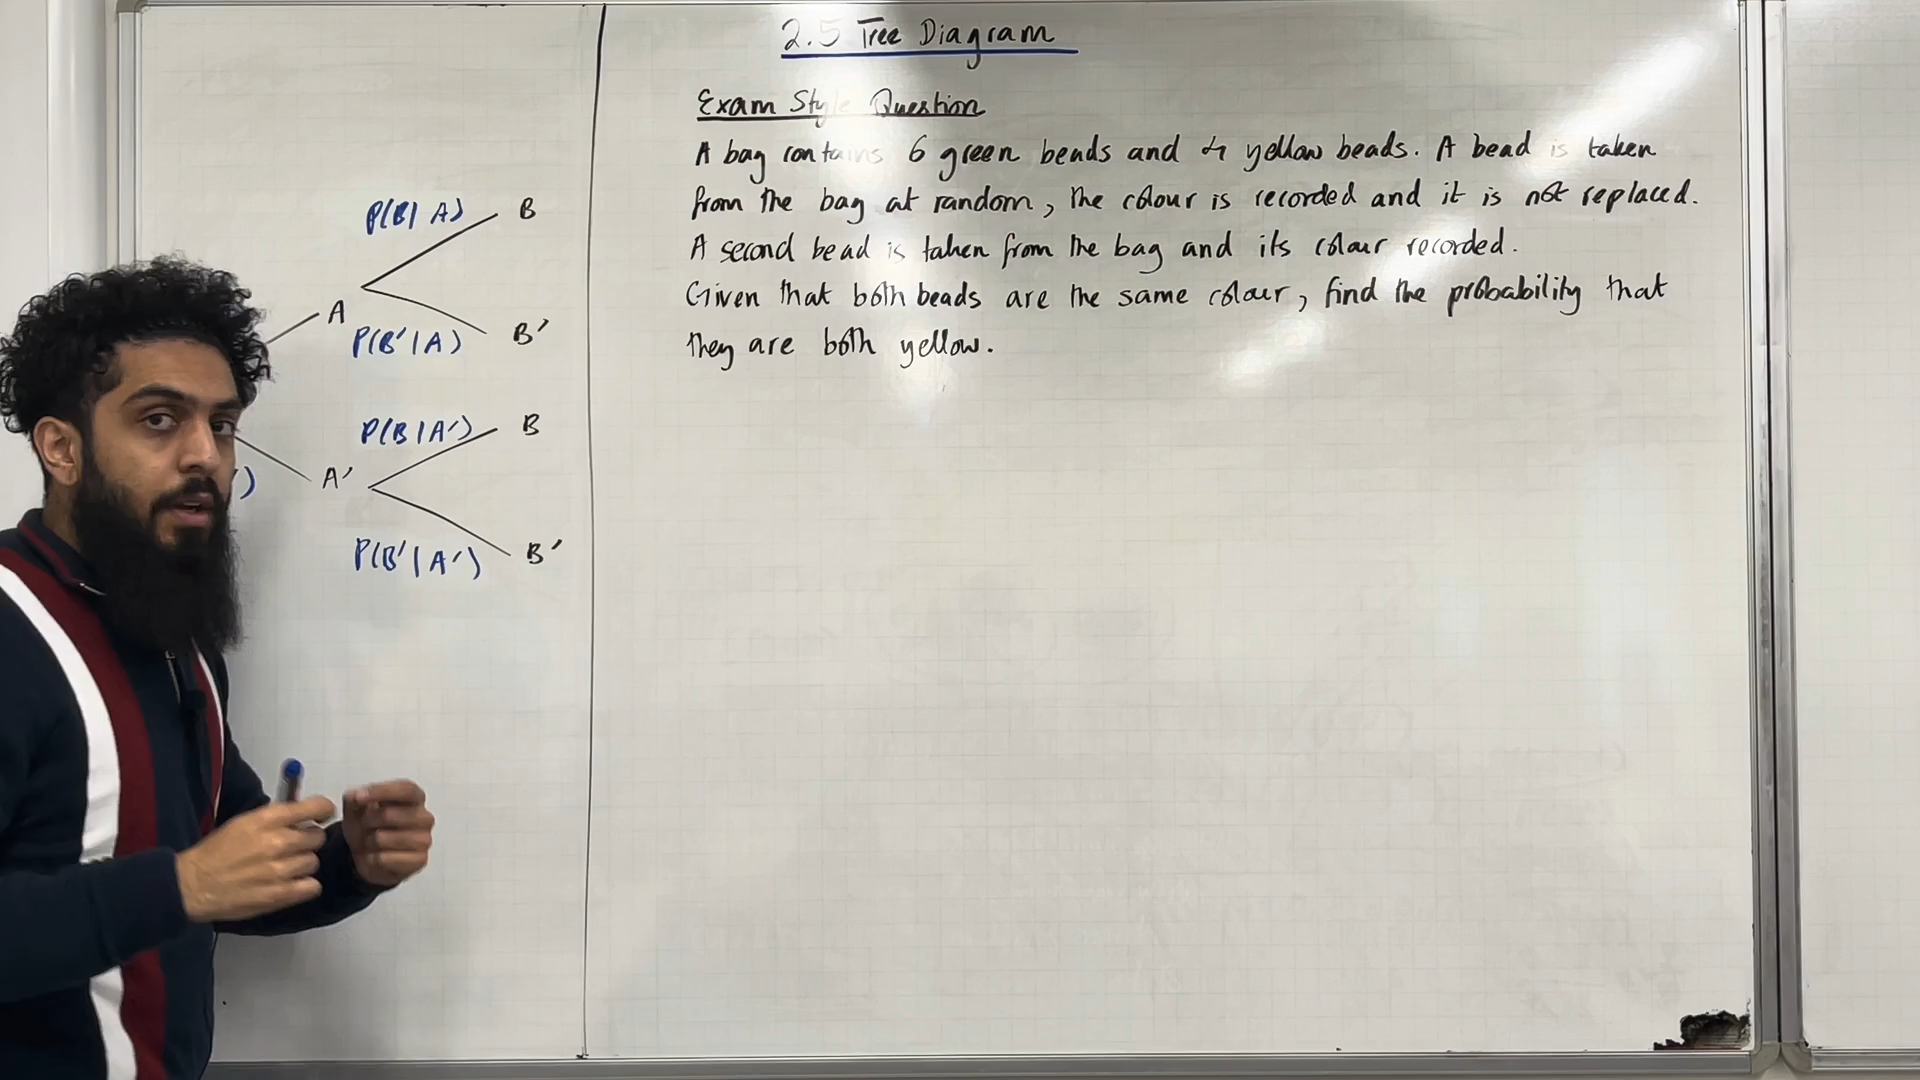 2.5 Tree Diagram
Exam Style Question
A bag contains 6 green beads and 4 yellow beads. A bead is taken
from the bag at random, the colour is recorded and it is not replaced.
A second bead is taken from the bag and its colour recorded.
Given that both beads are the same colour, find the probability that
they are both yellow.
P(B|A) B
A
P(B'|A) B'
P(B|A') B
A'
')
P(B'|A') B'